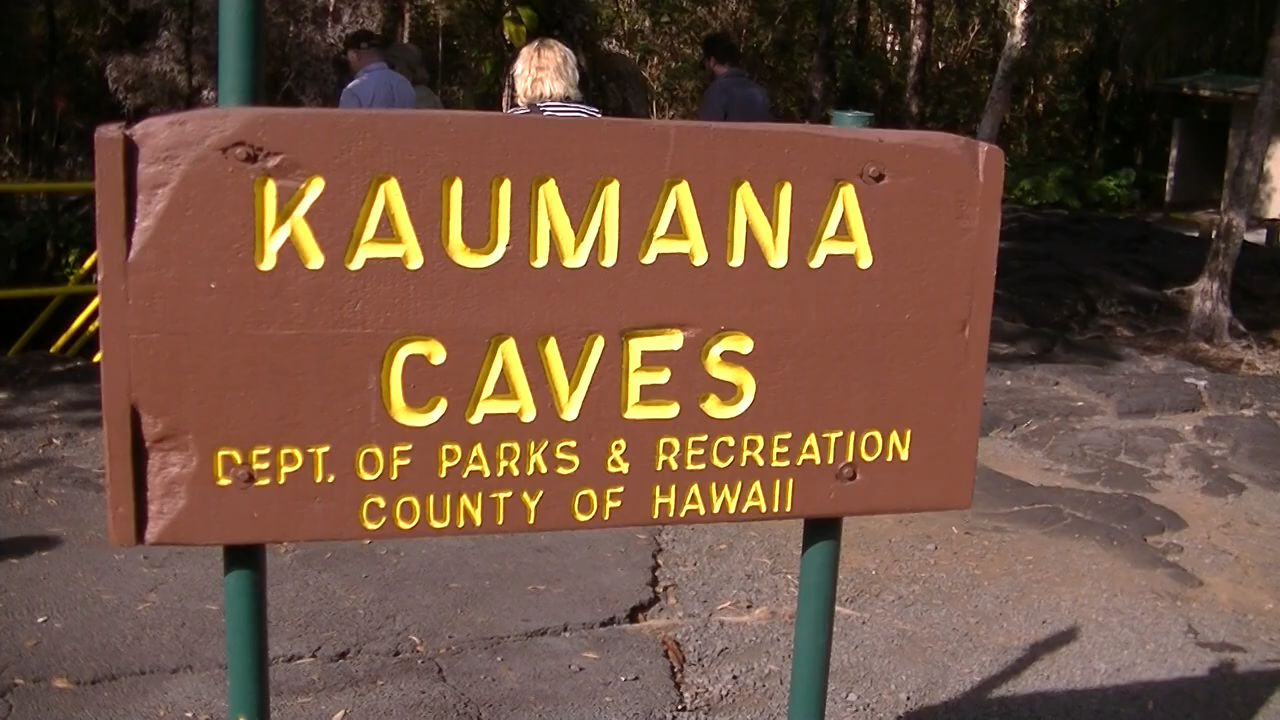 KAUMANA
CAVES
DEPT. OF PARKS & RECREATION
COUNTY OF HAWAII